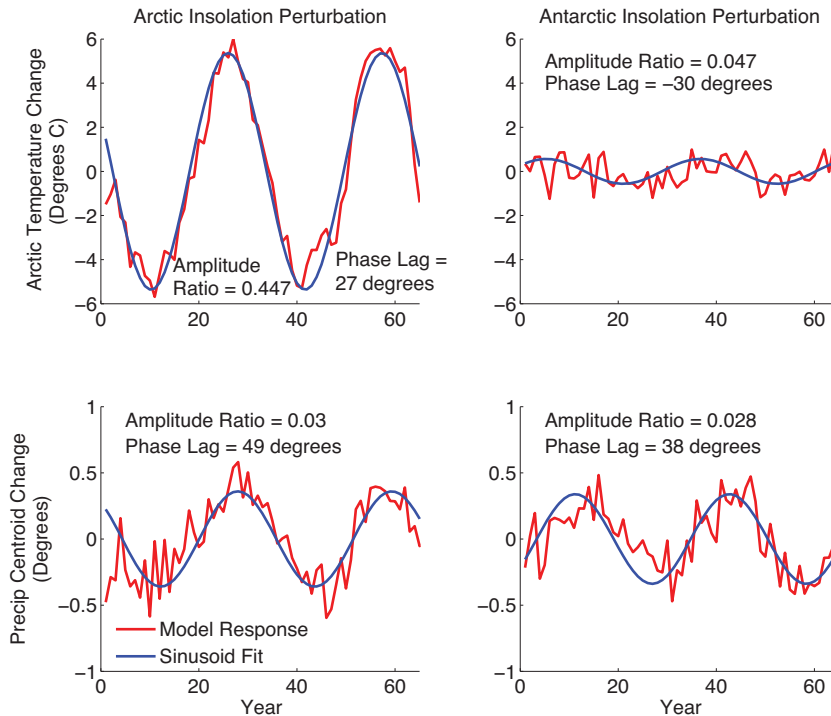 Arctic Insolation Perturbation
Antarctic Insolation Perturbation
Arctic Temperature Change
(Degrees C)
6
4
2
0
−2
−4
−6
0
20
40
60
Amplitude
Ratio = 0.447
Phase Lag =
27 degrees
6
4
2
0
−2
−4
−6
0
20
40
60
Amplitude Ratio = 0.047
Phase Lag = −30 degrees
Precip Centroid Change
(Degrees)
1
0.5
0
−0.5
−1
0
20
40
60
Year
Amplitude Ratio = 0.03
Phase Lag = 49 degrees
Model Response
Sinusoid Fit
1
0.5
0
−0.5
−1
0
20
40
60
Year
Amplitude Ratio = 0.028
Phase Lag = 38 degrees